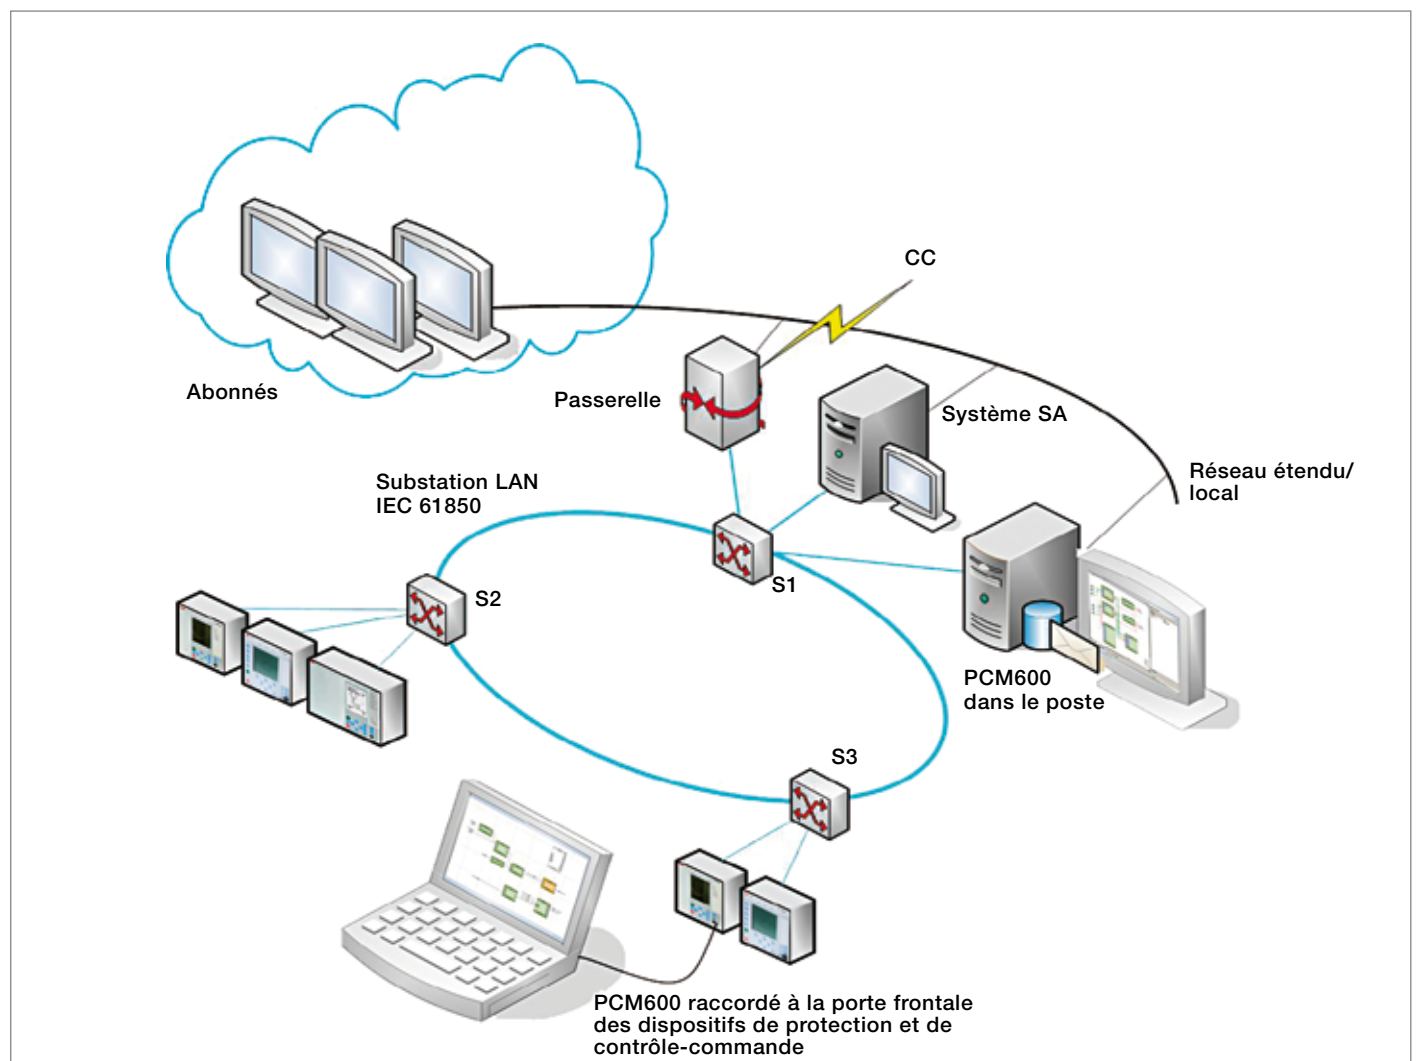 CC
Abonnés
Passerelle
Système SA
Réseau étendu/
local
Substation LAN
IEC 61850
S1
S2
PCM600
dans le poste
S3
PCM600 raccordé à la porte frontale
des dispositifs de protection et de
contrôle-commande